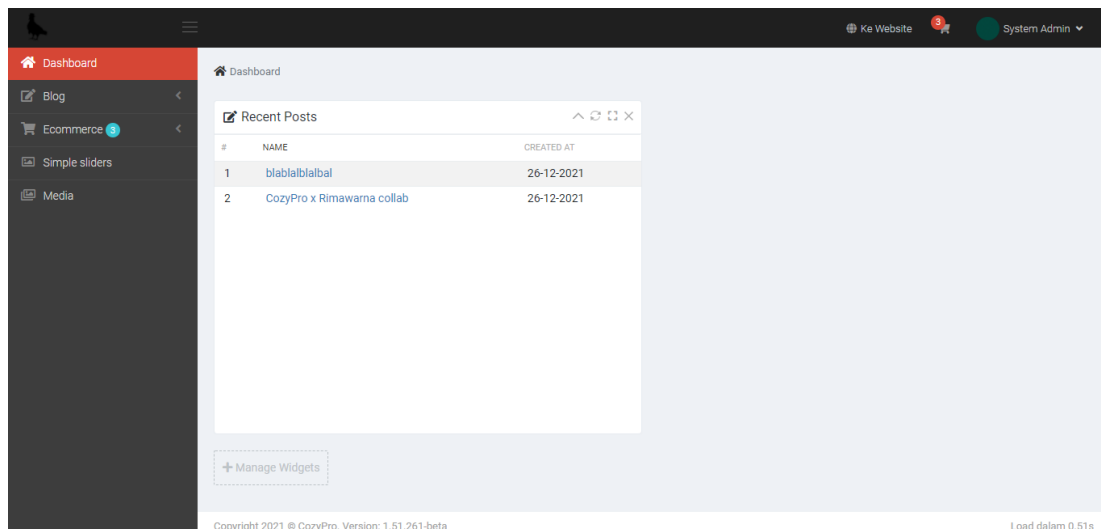 Ke Website 3 System Admin
Dashboard
Blog
Ecommerce 3
Simple sliders
Media
Dashboard
Recent Posts
# NAME CREATED AT
1 blablalblalbal 26-12-2021
2 CozyPro x Rimawarna collab 26-12-2021
Manage Widgets
Copyright 2021 © CozyPro. Version: 1.51.261-beta
Load dalam 0.51s